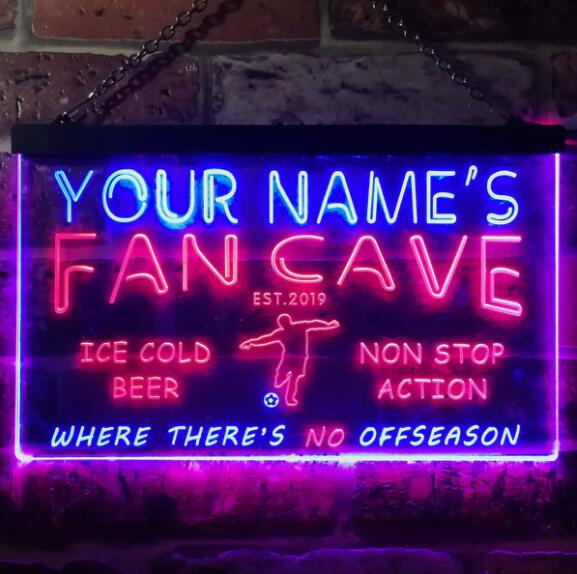 YOUR NAME'S
FAN CAVE
EST.2019
ICE COLD
BEER
NON STOP
ACTION
WHERE THERE'S NO OFFSEASON